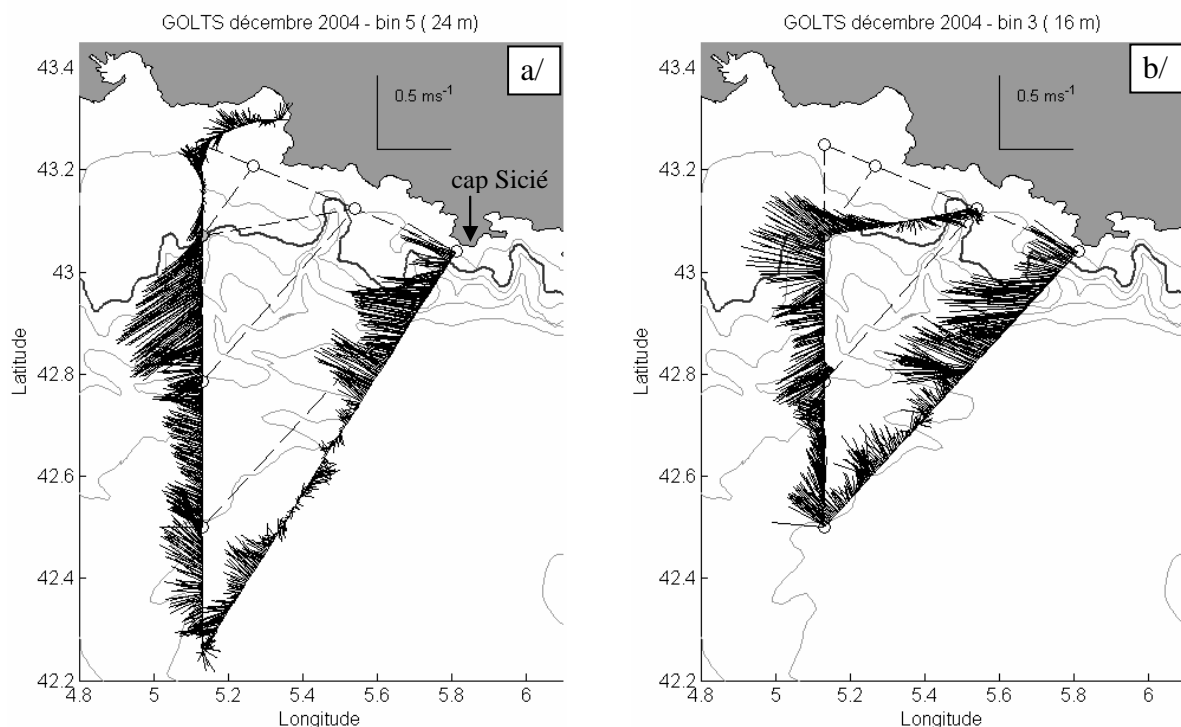 GOLTS décembre 2004 - bin 5 ( 24 m)
a/
0.5 ms-1
cap Sicié
43.4
43.2
43
42.8
42.6
42.4
42.2
Latitude
4.8
5
5.2
5.4
5.6
5.8
6
Longitude
GOLTS décembre 2004 - bin 3 ( 16 m)
b/
0.5 ms-1
43.4
43.2
43
42.8
42.6
42.4
42.2
Latitude
4.8
5
5.2
5.4
5.6
5.8
6
Longitude